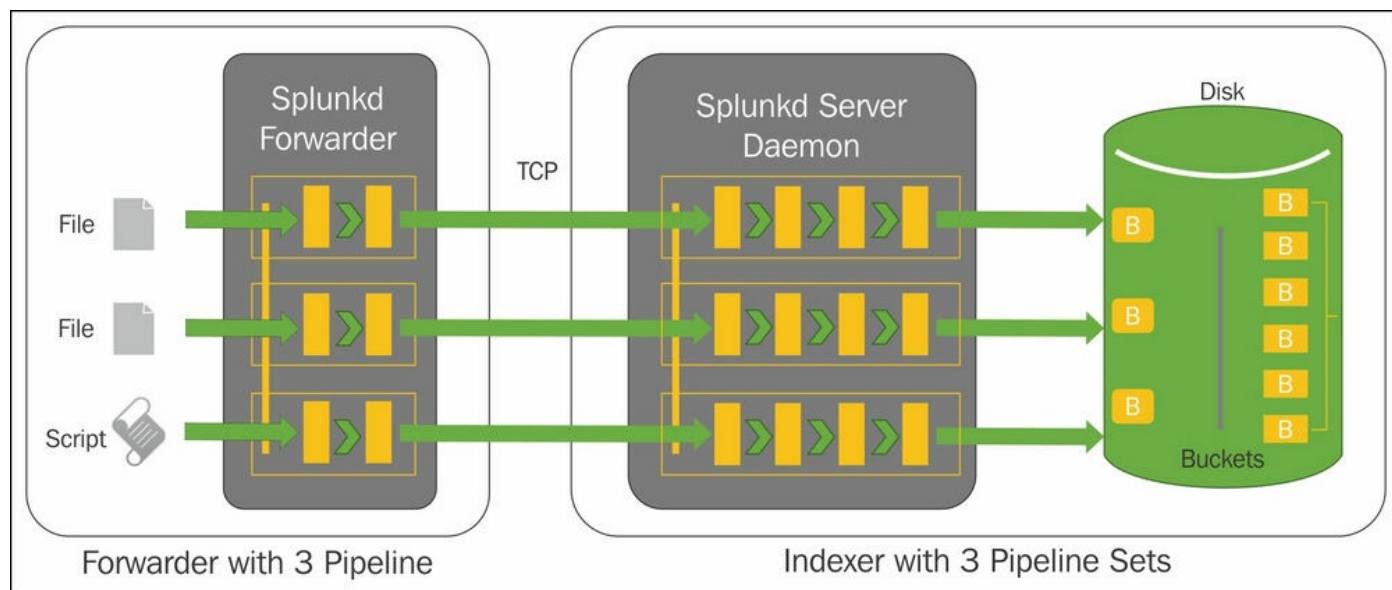 Splunkd
Forwarder
Splunkd Server
Daemon
Disk
TCP
File
File
Script
B
B
B
B
B
B
B
B
B
Buckets
Forwarder with 3 Pipeline
Indexer with 3 Pipeline Sets